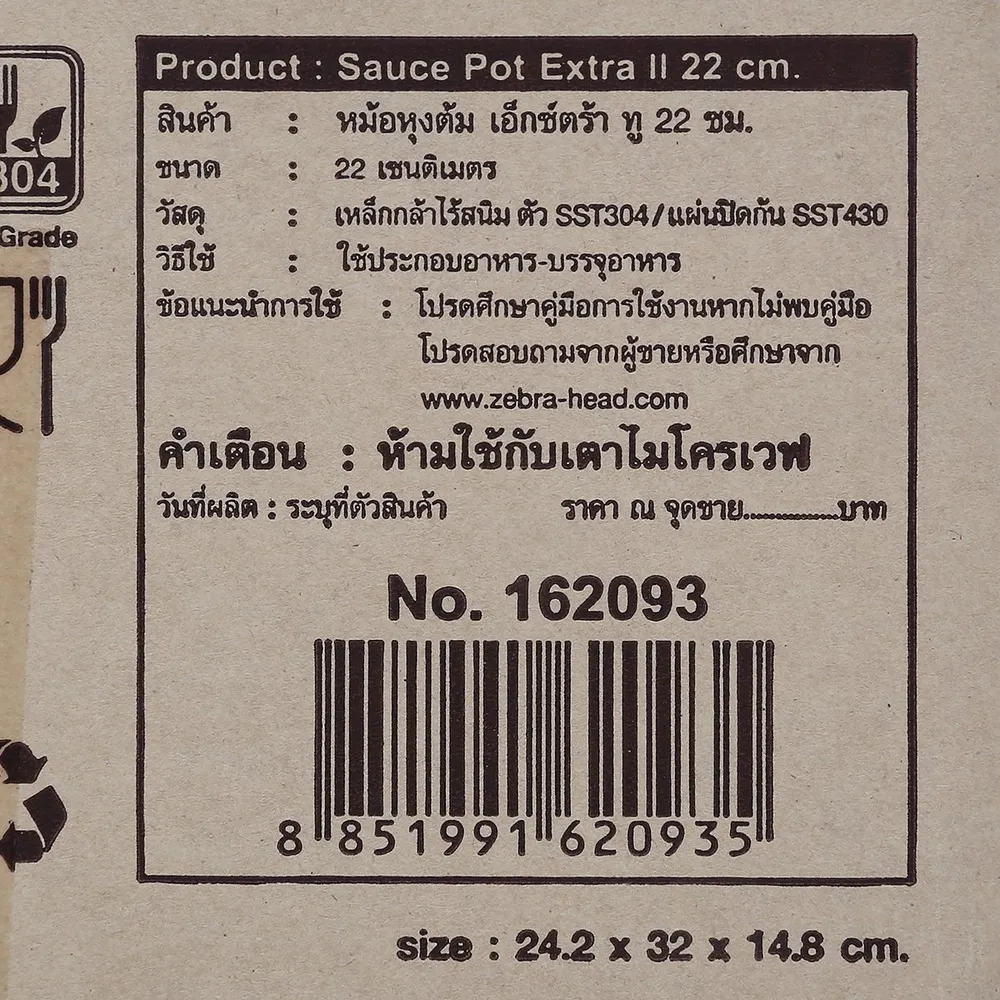 304
Grade
Product : Sauce Pot Extra II 22 cm.
สินค้า : หม้อหุงต้ม เอ็กซ์ตร้า ทู 22 ซม.
ขนาด : 22 เซนติเมตร
วัสดุ : เหล็กกล้าไร้สนิม ตัว SST304/แผ่นปิดก้น SST430
วิธีใช้ : ใช้ประกอบอาหาร-บรรจุอาหาร
ข้อแนะนำการใช้ : โปรดศึกษาคู่มือการใช้งานหากไม่พบคู่มือ
โปรดสอบถามจากผู้ขายหรือศึกษาจาก
www.zebra-head.com
คำเตือน : ห้ามใช้กับเตาไมโครเวฟ
วันที่ผลิต : ระบุที่ตัวสินค้า ราคา ณ จุดขาย...............บาท
No. 162093
8 851991 620935
size : 24.2 x 32 x 14.8 cm.